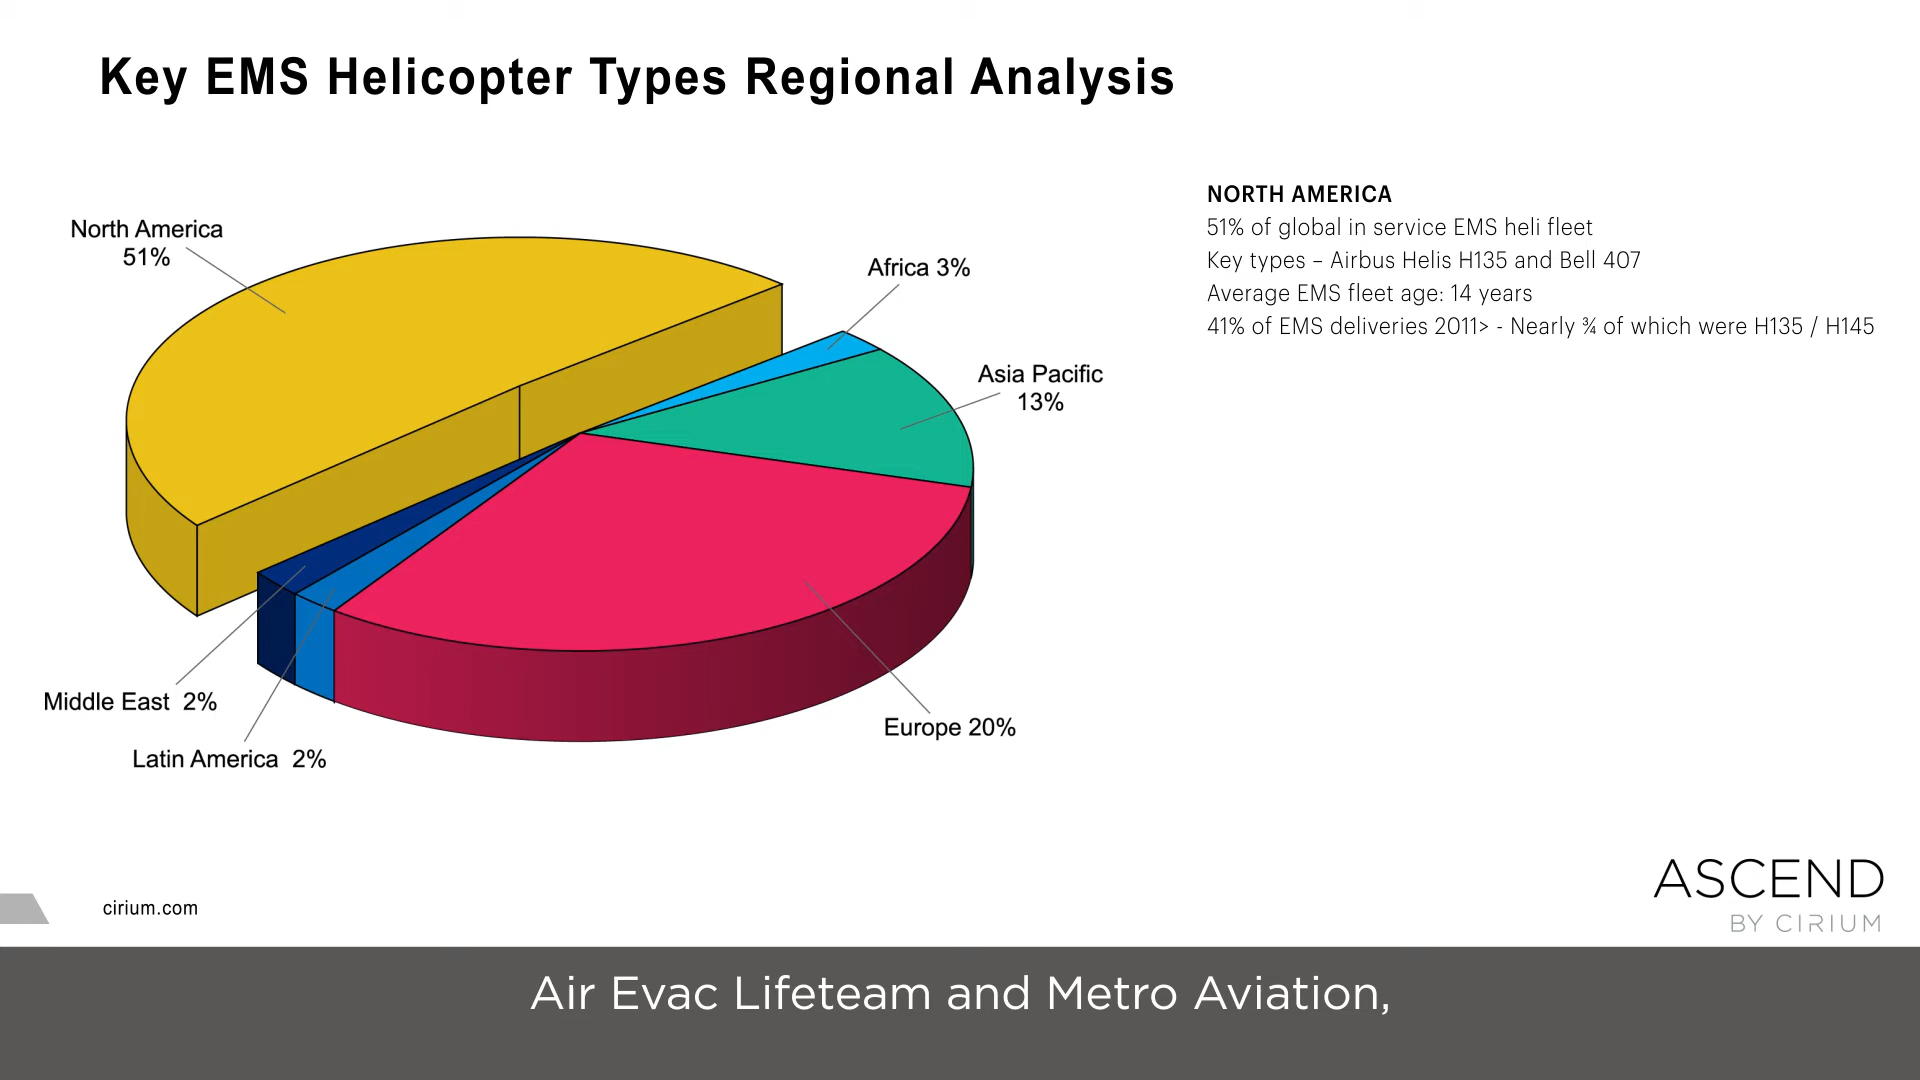 Key EMS Helicopter Types Regional Analysis
North America
51%
Africa 3%
Asia Pacific
13%
Middle East 2%
Latin America 2%
Europe 20%
NORTH AMERICA
51% of global in service EMS heli fleet
Key types – Airbus Helis H135 and Bell 407
Average EMS fleet age: 14 years
41% of EMS deliveries 2011> - Nearly ¾ of which were H135 / H145
cirium.com
ASCEND
BY CIRIUM
Air Evac Lifeteam and Metro Aviation,